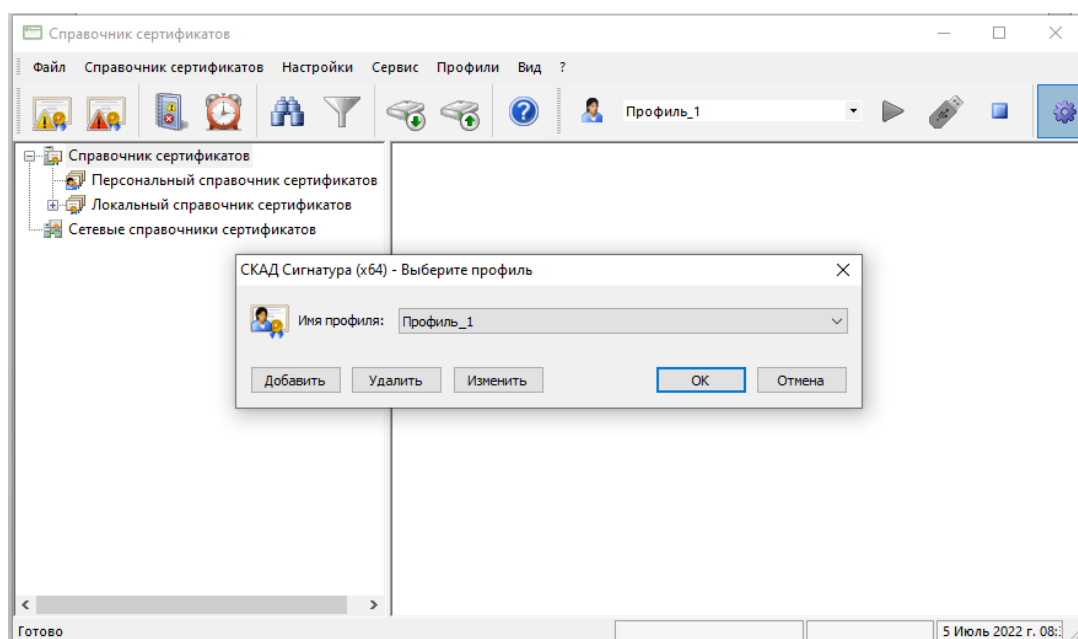 Справочник сертификатов
Файл Справочник сертификатов Настройки Сервис Профили Вид ?
Профиль_1
Справочник сертификатов
Персональный справочник сертификатов
Локальный справочник сертификатов
Сетевые справочники сертификатов
СКАД Сигнатура (x64) - Выберите профиль
Имя профиля: Профиль_1
Добавить Удалить Изменить ОК Отмена
Готово 5 Июль 2022 г. 08: